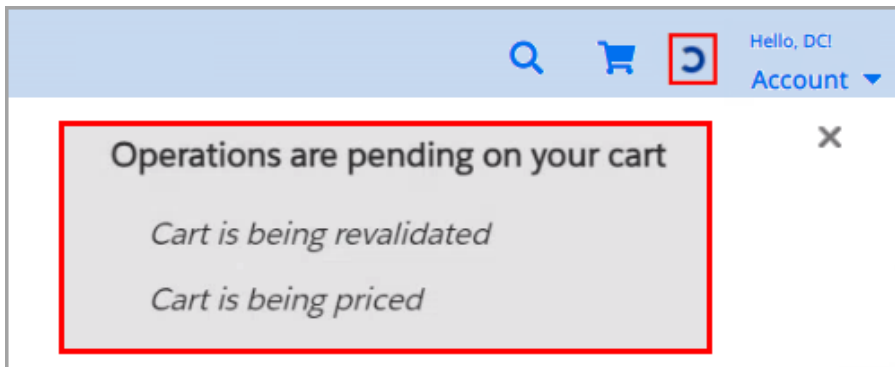 Hello, DC!
Account
Operations are pending on your cart
Cart is being revalidated
Cart is being priced